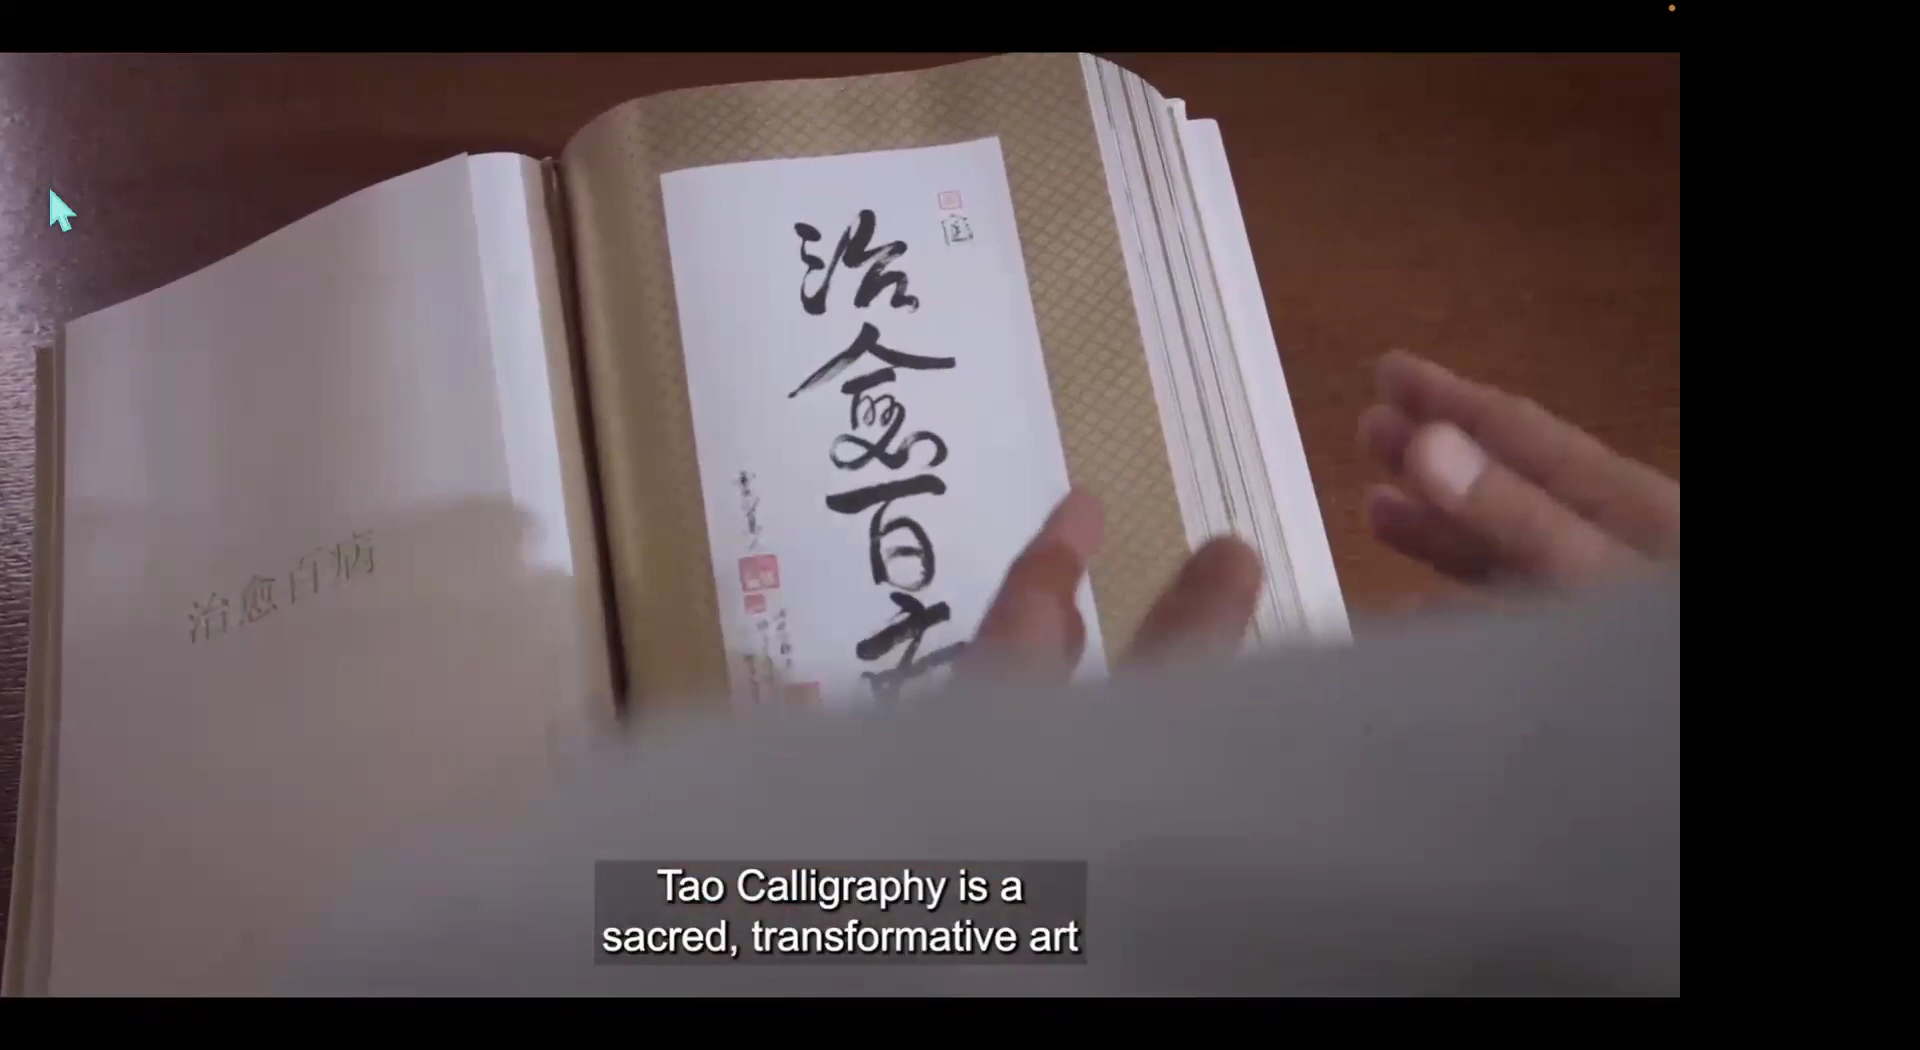 治愈百病
治愈百
Tao Calligraphy is a
sacred, transformative art